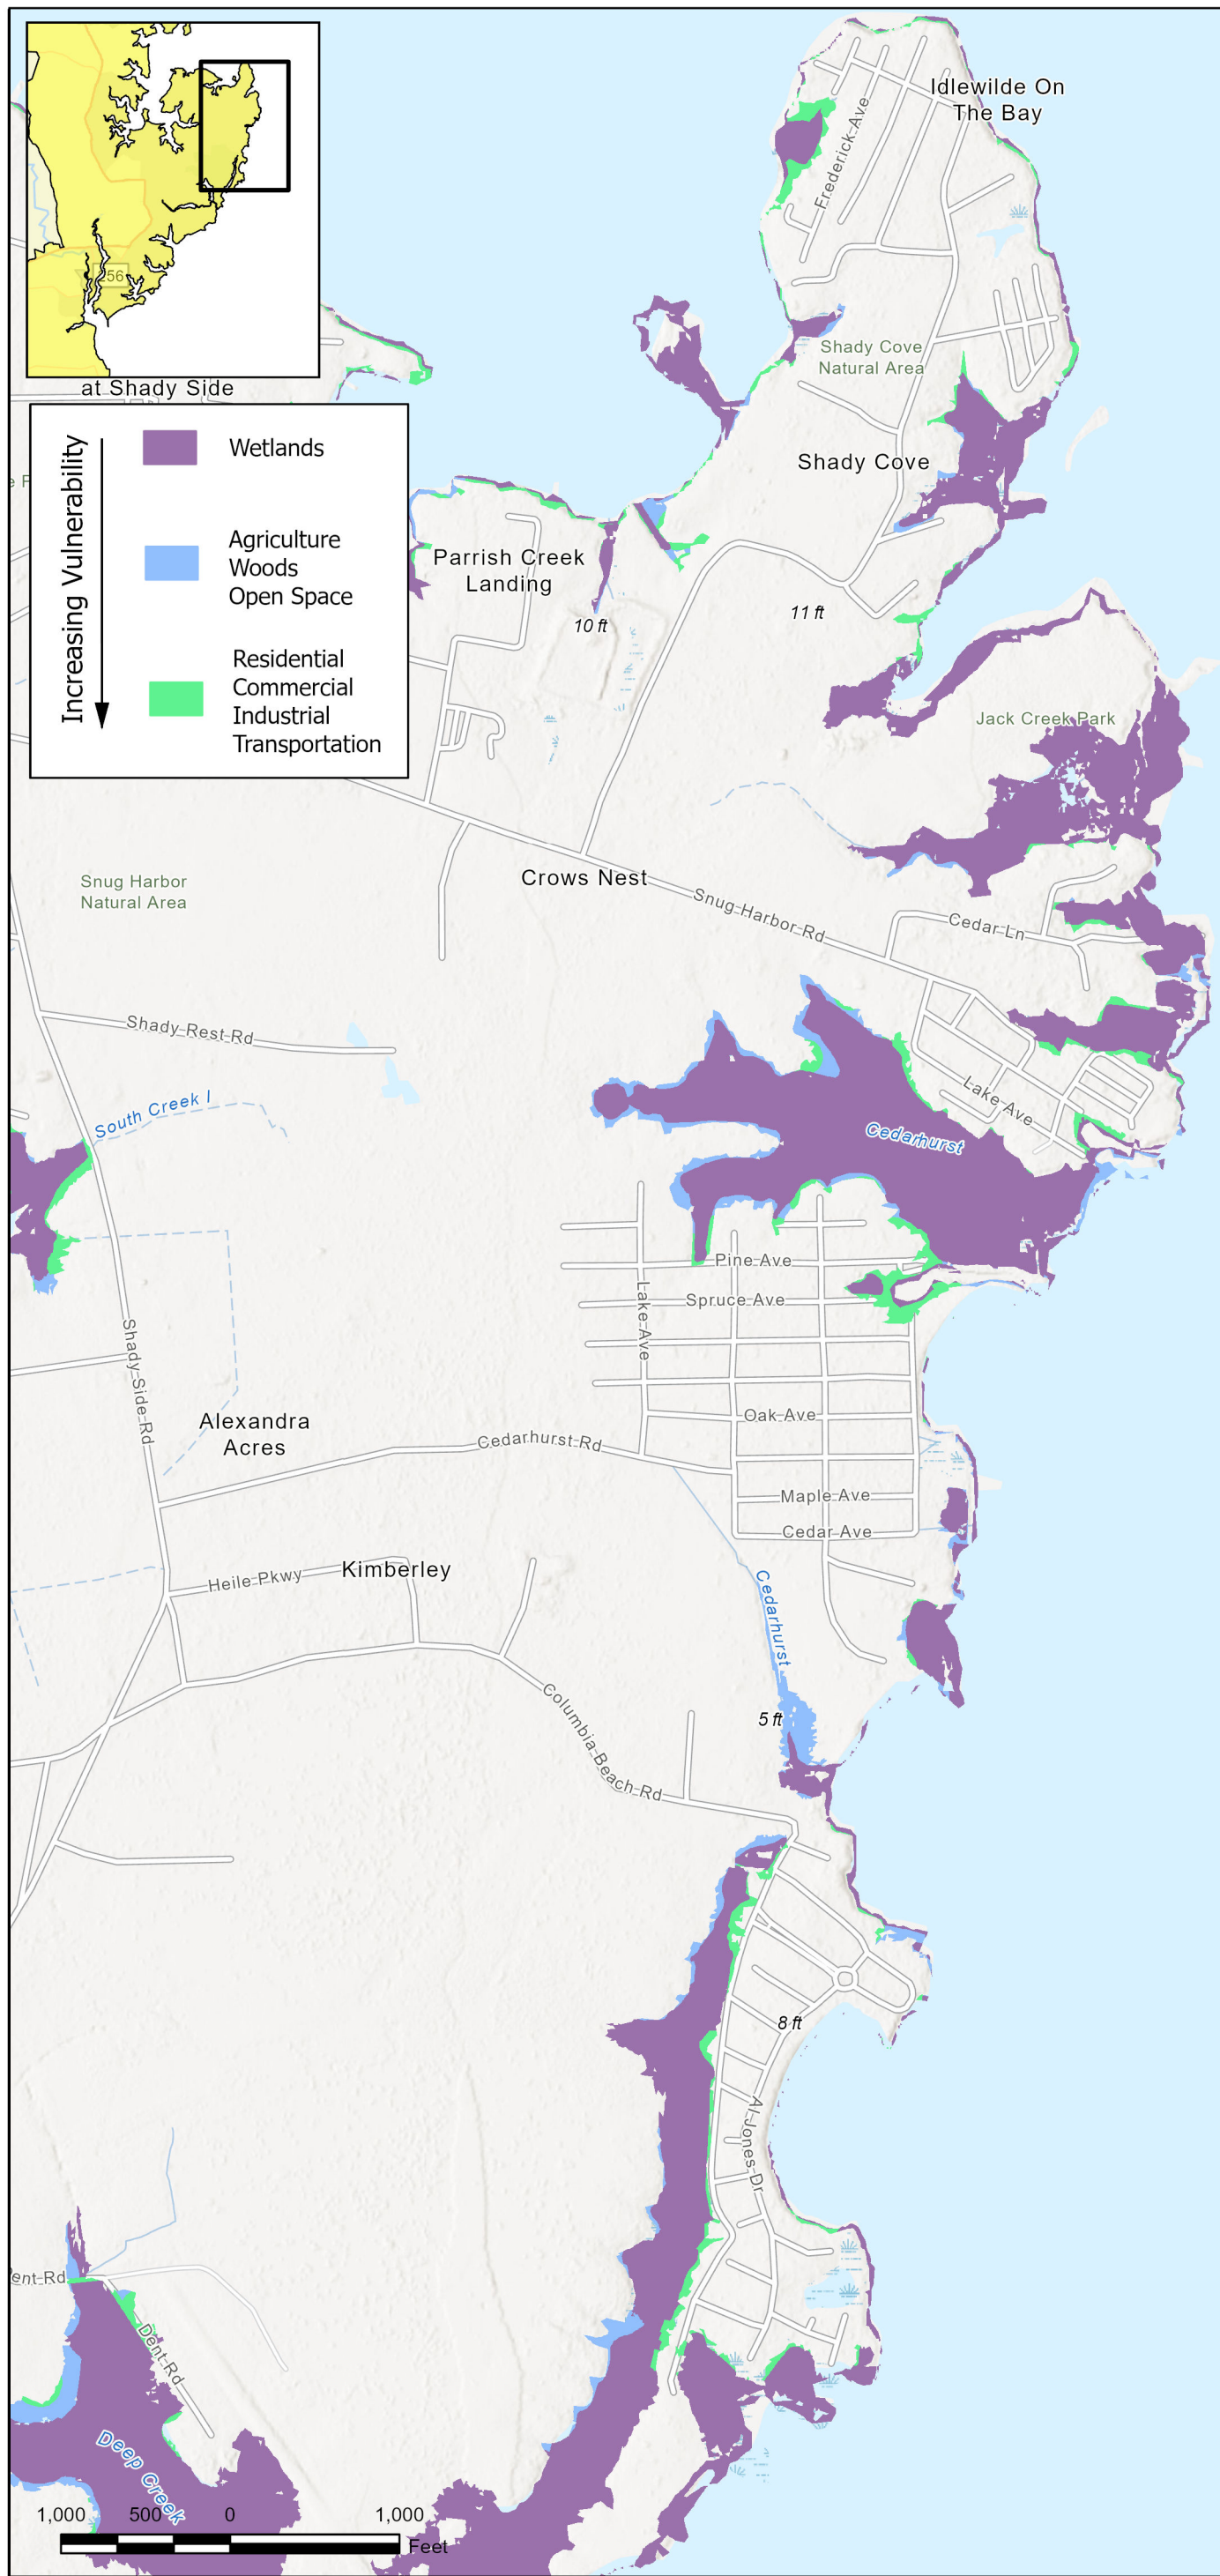 Idlewilde On
The Bay
Frederick Ave
56
at Shady Side
Shady Cove
Natural Area
Increasing Vulnerability
Wetlands
Agriculture
Woods
Open Space
Residential
Commercial
Industrial
Transportation
Shady Cove
Parrish Creek
Landing
10 ft
11 ft
Jack Creek Park
Snug Harbor
Natural Area
Crows Nest
Snug Harbor Rd
Cedar Ln
Shady Rest Rd
South Creek I
Lake Ave
Cedarhurst
Pine Ave
Spruce Ave
Lake Ave
Shady Side Rd
Alexandra
Acres
Oak Ave
Cedarhurst Rd
Maple Ave
Cedar Ave
Heile Pkwy
Kimberley
Cedarhurst
Columbia Beach Rd
5 ft
8 ft
Al Jones Dr
ent Rd
Dent Rd
Deep Creek
1,000 500 0 1,000
Feet